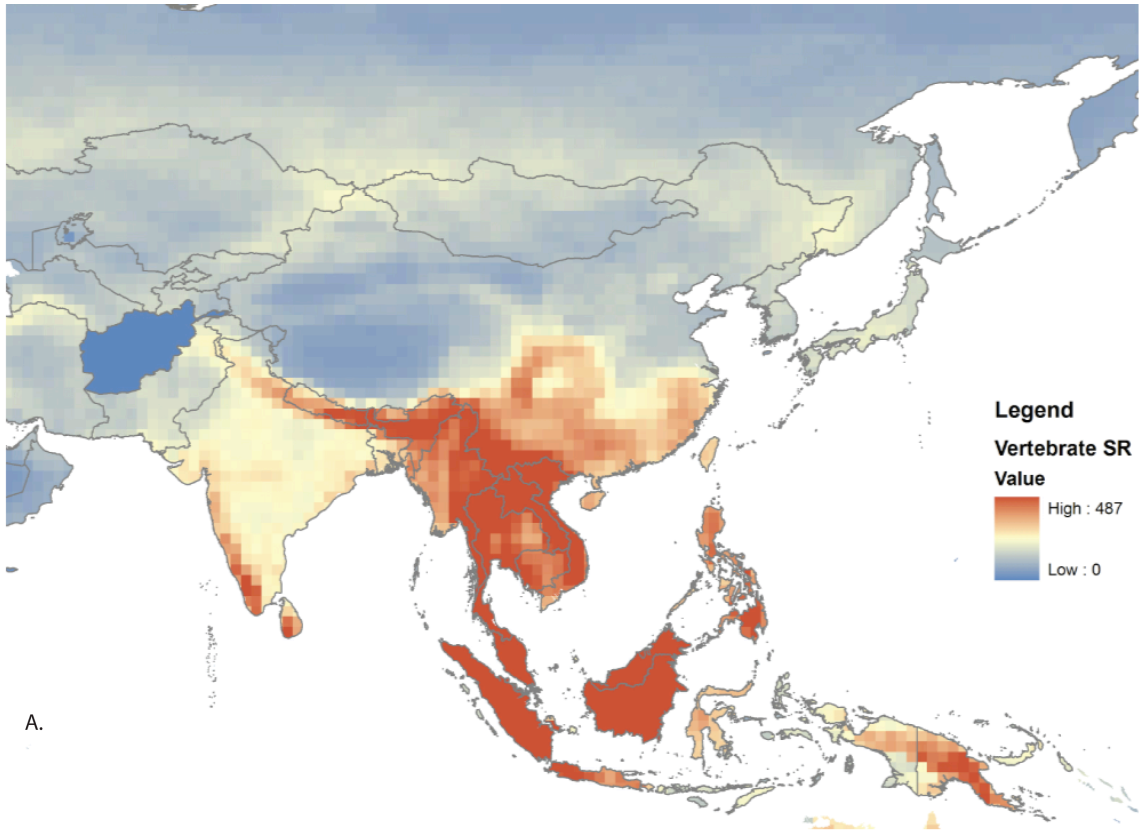 Legend
Vertebrate SR
Value
High : 487
Low : 0
A.